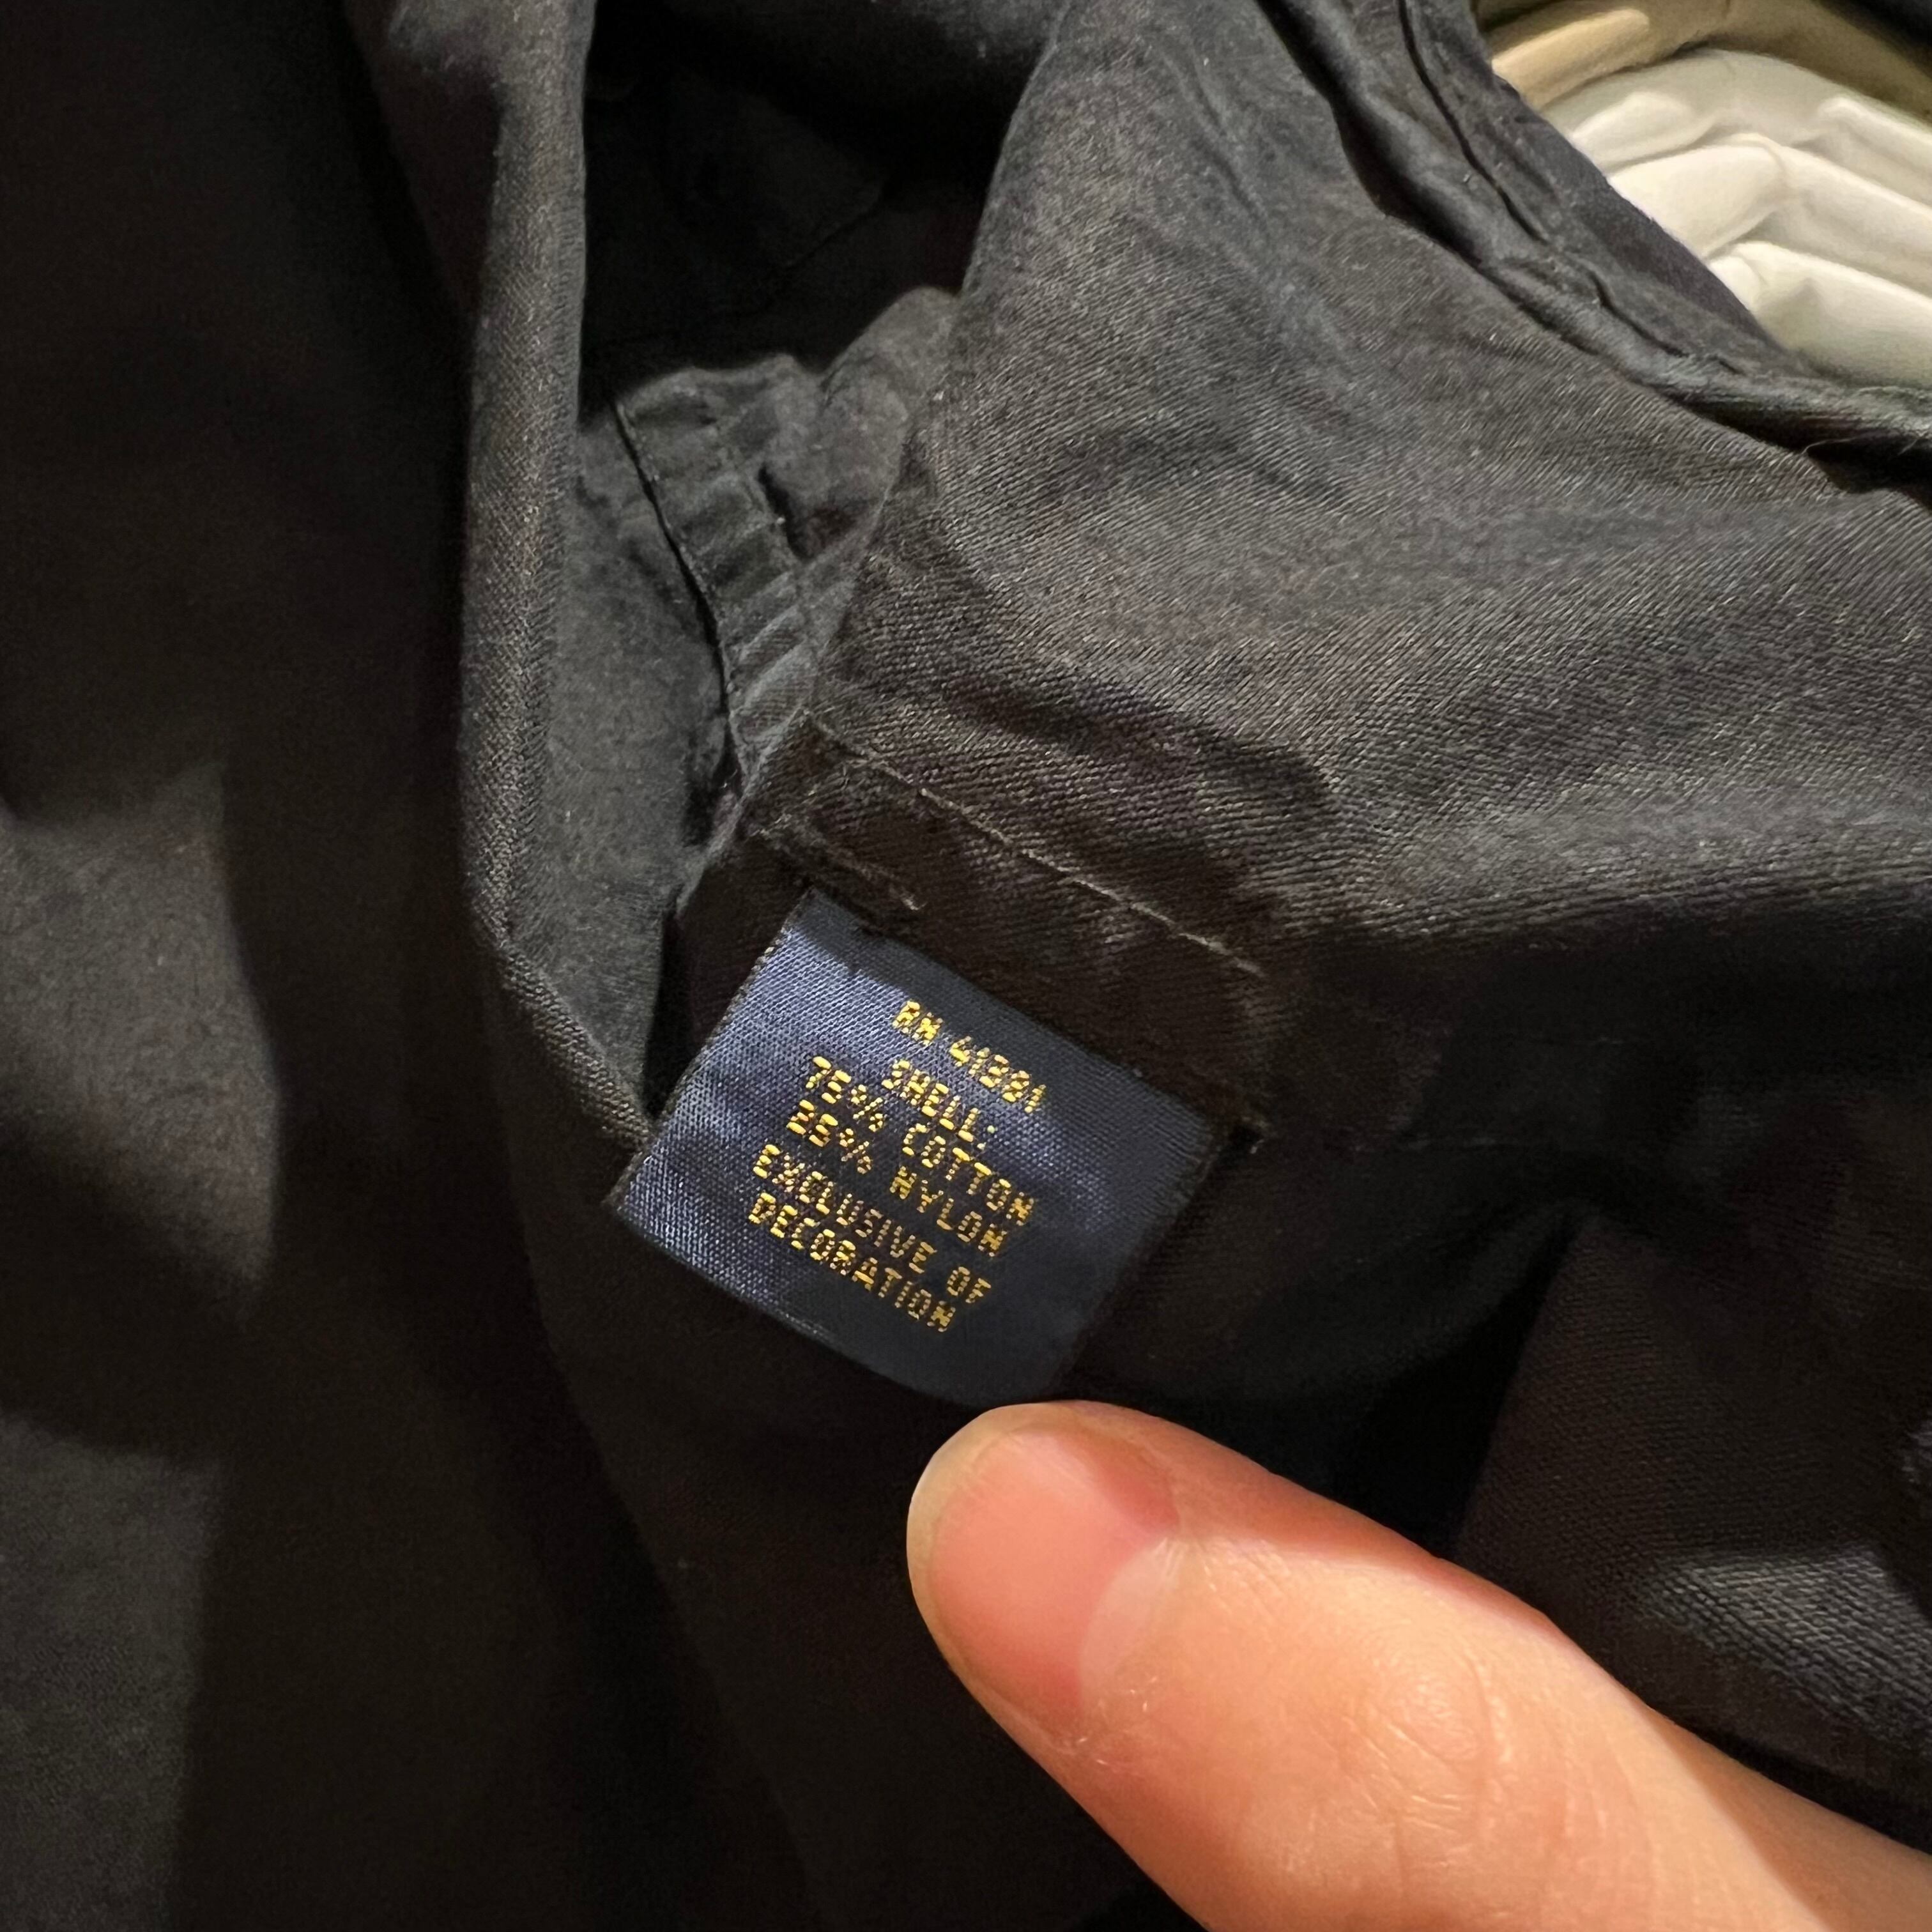 RN 41381
SHELL:
75% COTTON
25% NYLON
EXCLUSIVE OF
DECORATION